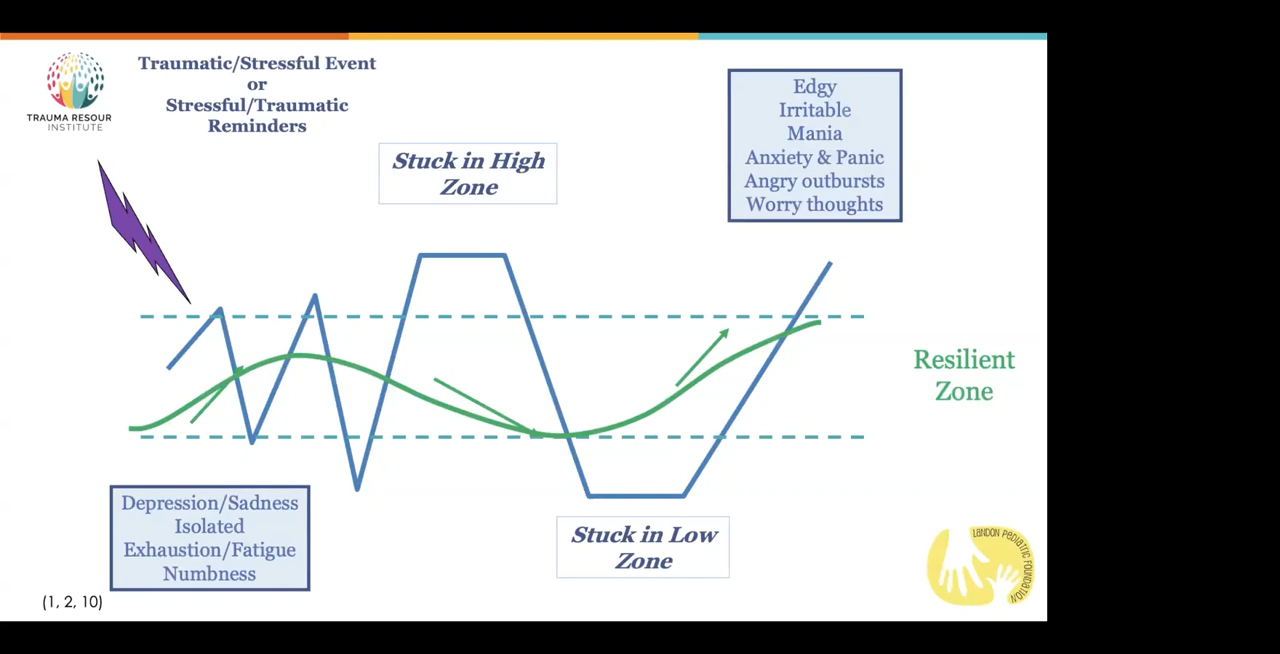 Traumatic/Stressful Event
or
Stressful/Traumatic
Reminders
TRAUMA RESOUR
INSTITUTE
Stuck in High
Zone
Edgy
Irritable
Mania
Anxiety & Panic
Angry outbursts
Worry thoughts
Resilient
Zone
Depression/Sadness
Isolated
Exhaustion/Fatigue
Numbness
Stuck in Low
Zone
LANDON PEDIATRIC FOUNDATION
(1, 2, 10)